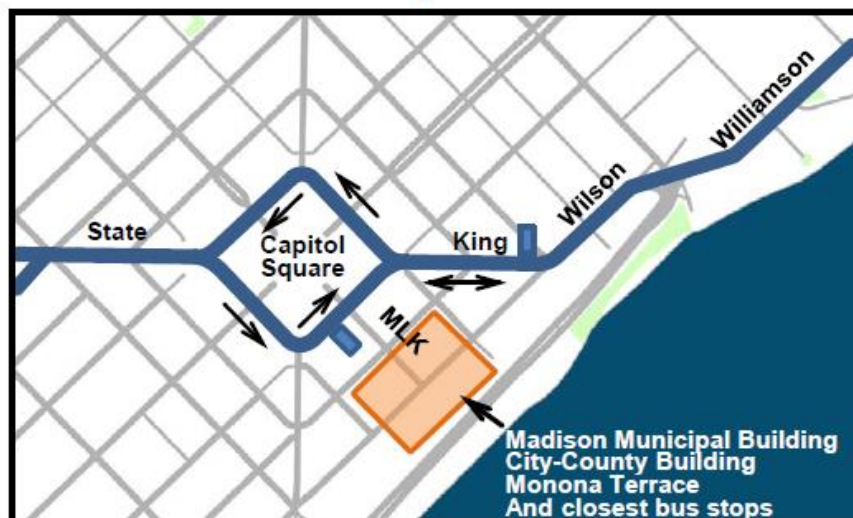 Williamson
Wilson
State
Capitol
Square
King
MLK
Madison Municipal Building
City-County Building
Monona Terrace
And closest bus stops